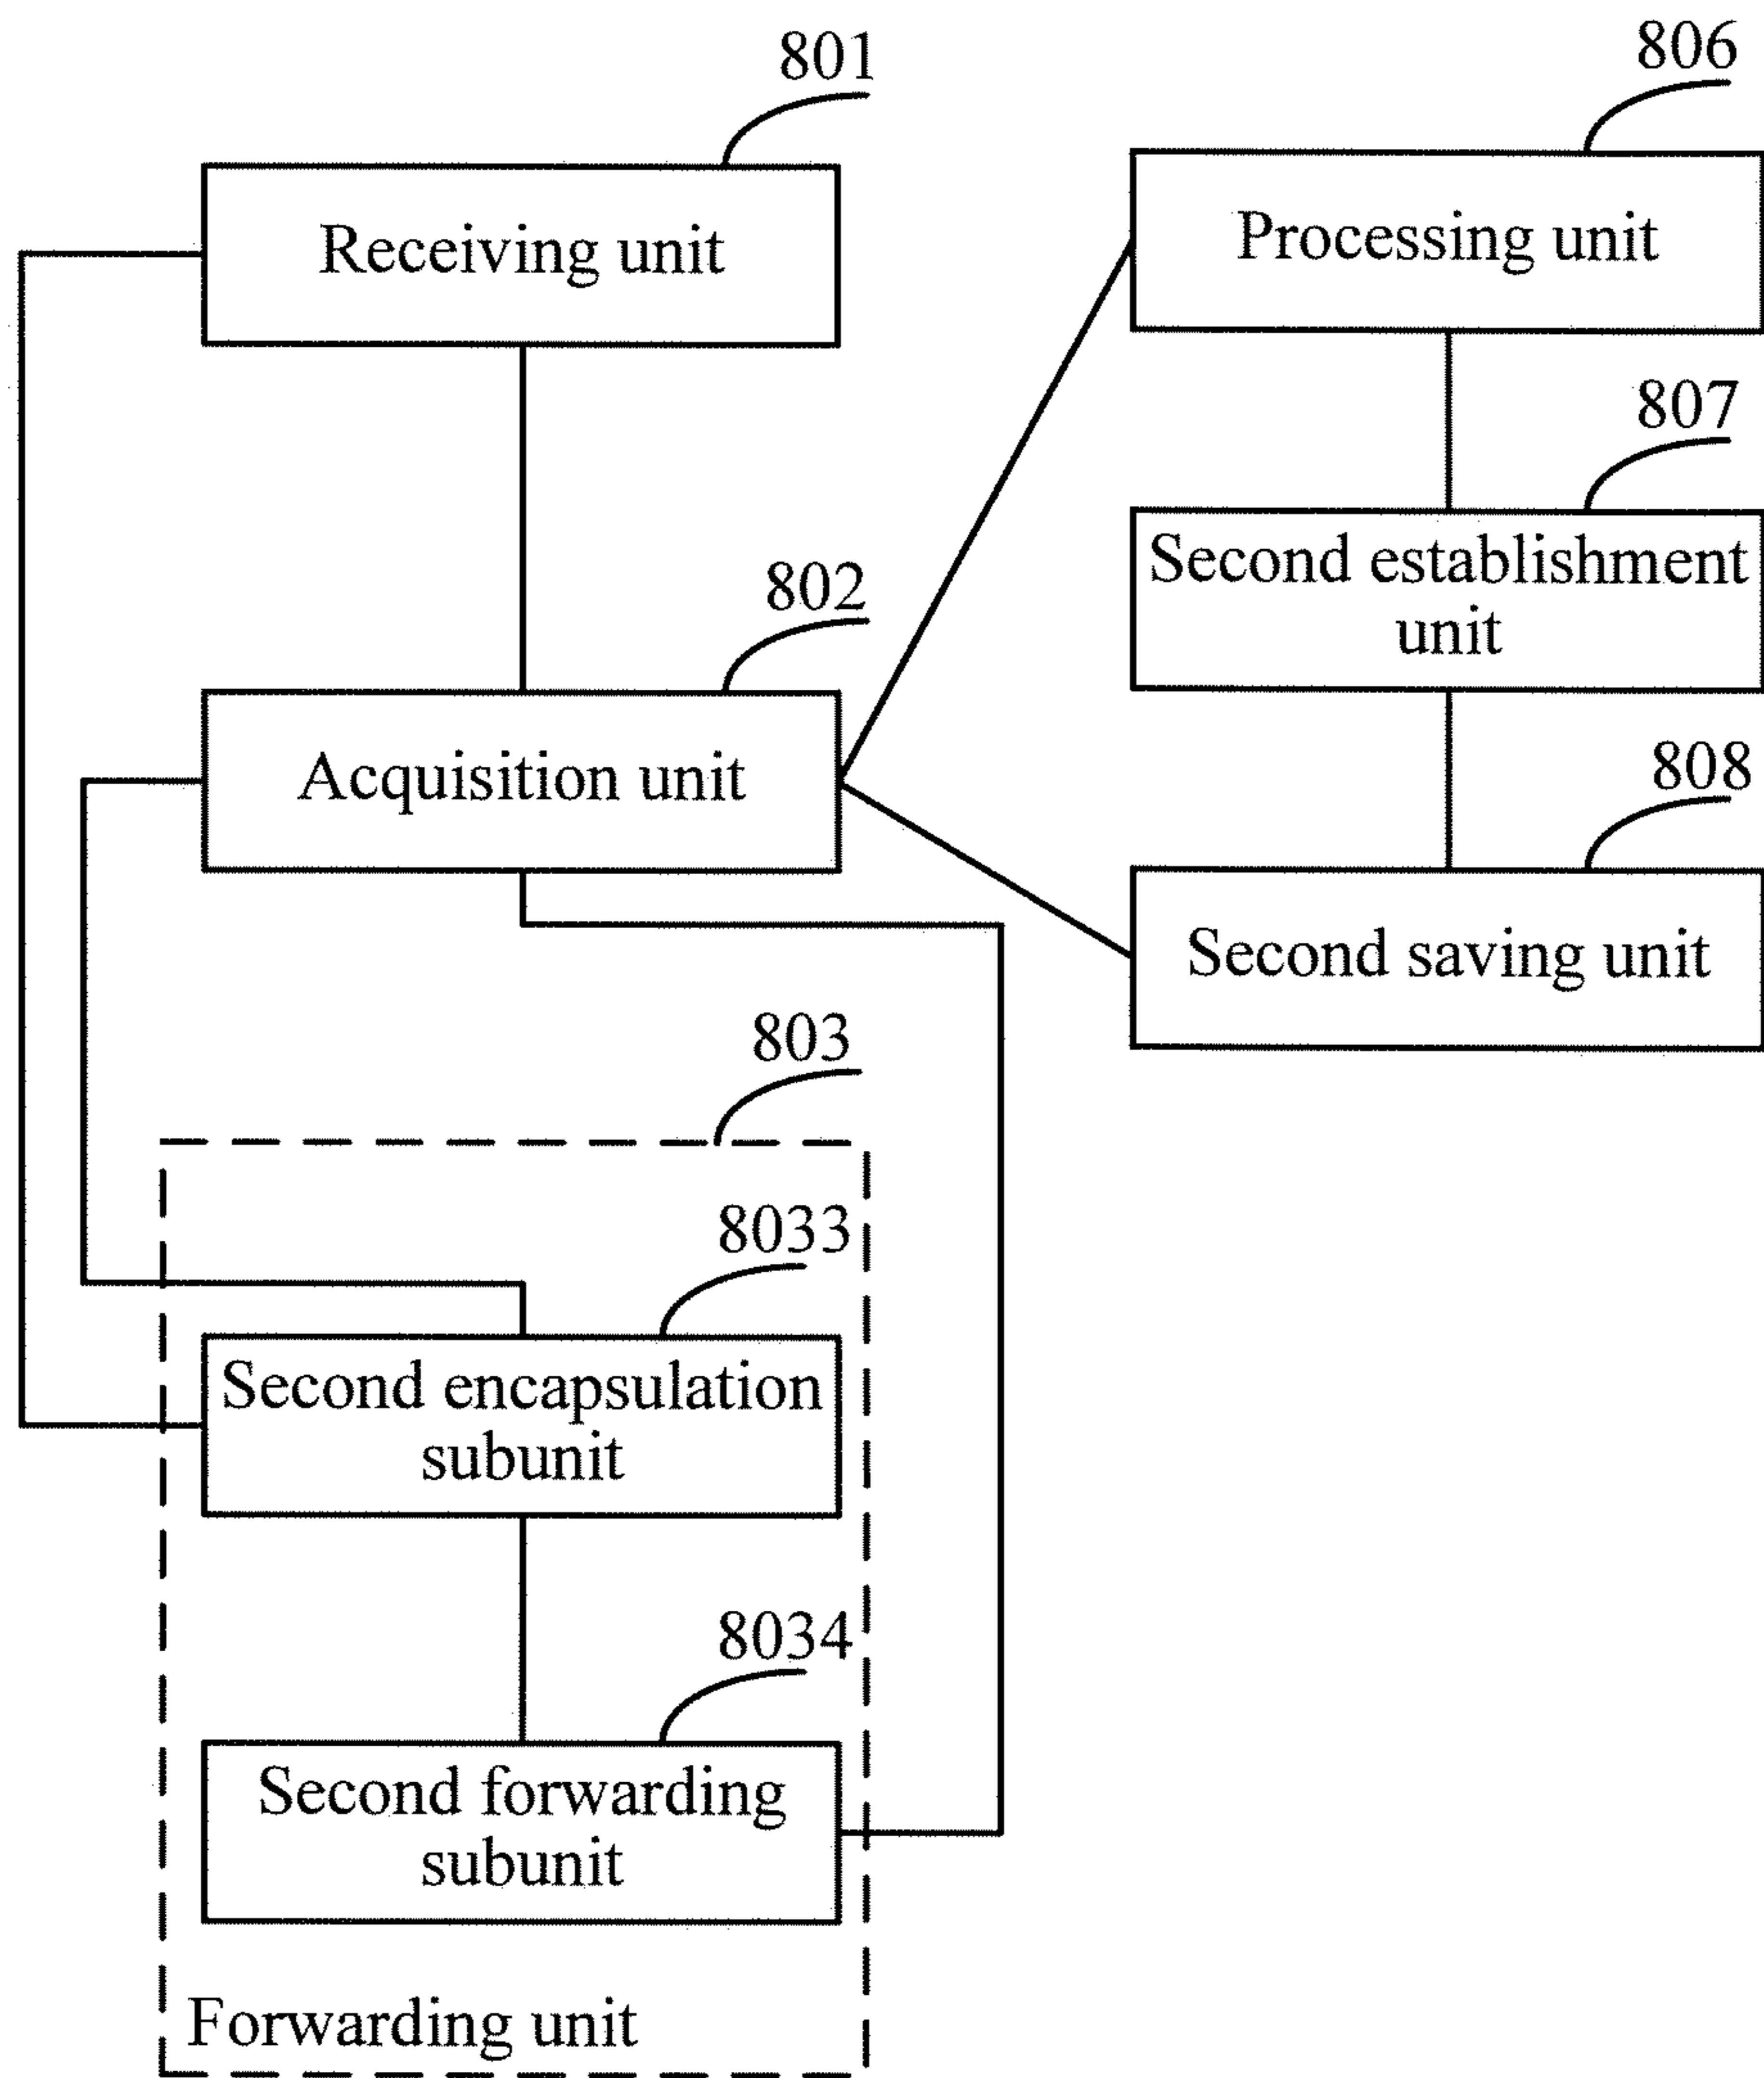 801
Receiving unit
806
Processing unit
807
Second establishment
unit
802
Acquisition unit
808
Second saving unit
803
8033
Second encapsulation
subunit
8034
Second forwarding
subunit
Forwarding unit